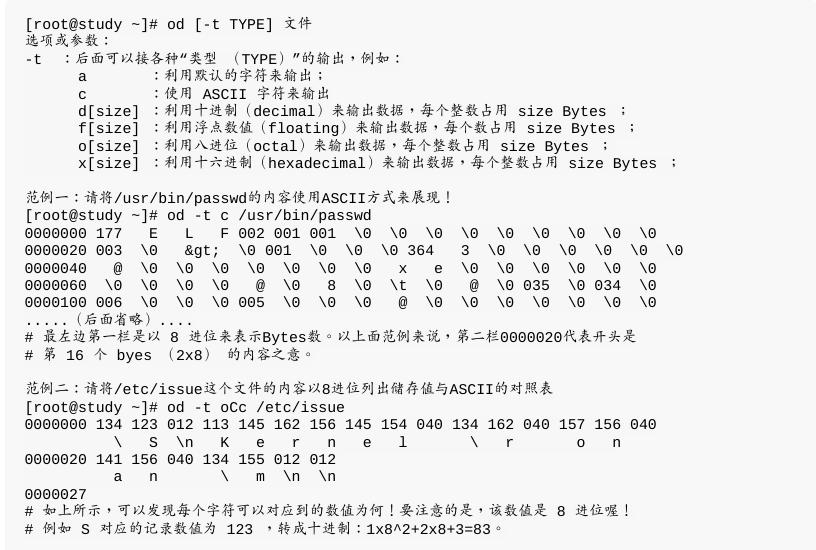 [root@study ~]# od [-t TYPE] 文件
选项或参数：
-t  ：后面可以接各种“类型 （TYPE）”的输出，例如：
      a       ：利用默认的字符来输出；
      c       ：使用 ASCII 字符来输出
      d[size] ：利用十进制（decimal）来输出数据，每个整数占用 size Bytes ；
      f[size] ：利用浮点数值（floating）来输出数据，每个数占用 size Bytes ；
      o[size] ：利用八进位（octal）来输出数据，每个整数占用 size Bytes ；
      x[size] ：利用十六进制（hexadecimal）来输出数据，每个整数占用 size Bytes ；
范例一：请将/usr/bin/passwd的内容使用ASCII方式来展现！
[root@study ~]# od -t c /usr/bin/passwd
0000000 177   E   L   F 002 001 001  \0  \0  \0  \0  \0  \0  \0  \0  \0
0000020 003  \0   &gt;  \0 001  \0  \0  \0 364   3  \0  \0  \0  \0  \0  \0
0000040   @  \0  \0  \0  \0  \0  \0  \0   x   e  \0  \0  \0  \0  \0  \0
0000060  \0  \0  \0  \0   @  \0   8  \0  \t  \0   @  \0 035  \0 034  \0
0000100 006  \0  \0  \0 005  \0  \0  \0   @  \0  \0  \0  \0  \0  \0  \0
.....（后面省略）....
# 最左边第一栏是以 8 进位来表示Bytes数。以上面范例来说，第二栏0000020代表开头是
# 第 16 个 byes （2x8） 的内容之意。
范例二：请将/etc/issue这个文件的内容以8进位列出储存值与ASCII的对照表
[root@study ~]# od -t oCc /etc/issue
0000000 134 123 012 113 145 162 156 145 154 040 134 162 040 157 156 040
          \   S  \n   K   e   r   n   e   l       \   r       o   n
0000020 141 156 040 134 155 012 012
          a   n       \   m  \n  \n
0000027
# 如上所示，可以发现每个字符可以对应到的数值为何！要注意的是，该数值是 8 进位喔！
# 例如 S 对应的记录数值为 123 ，转成十进制：1x8^2+2x8+3=83。